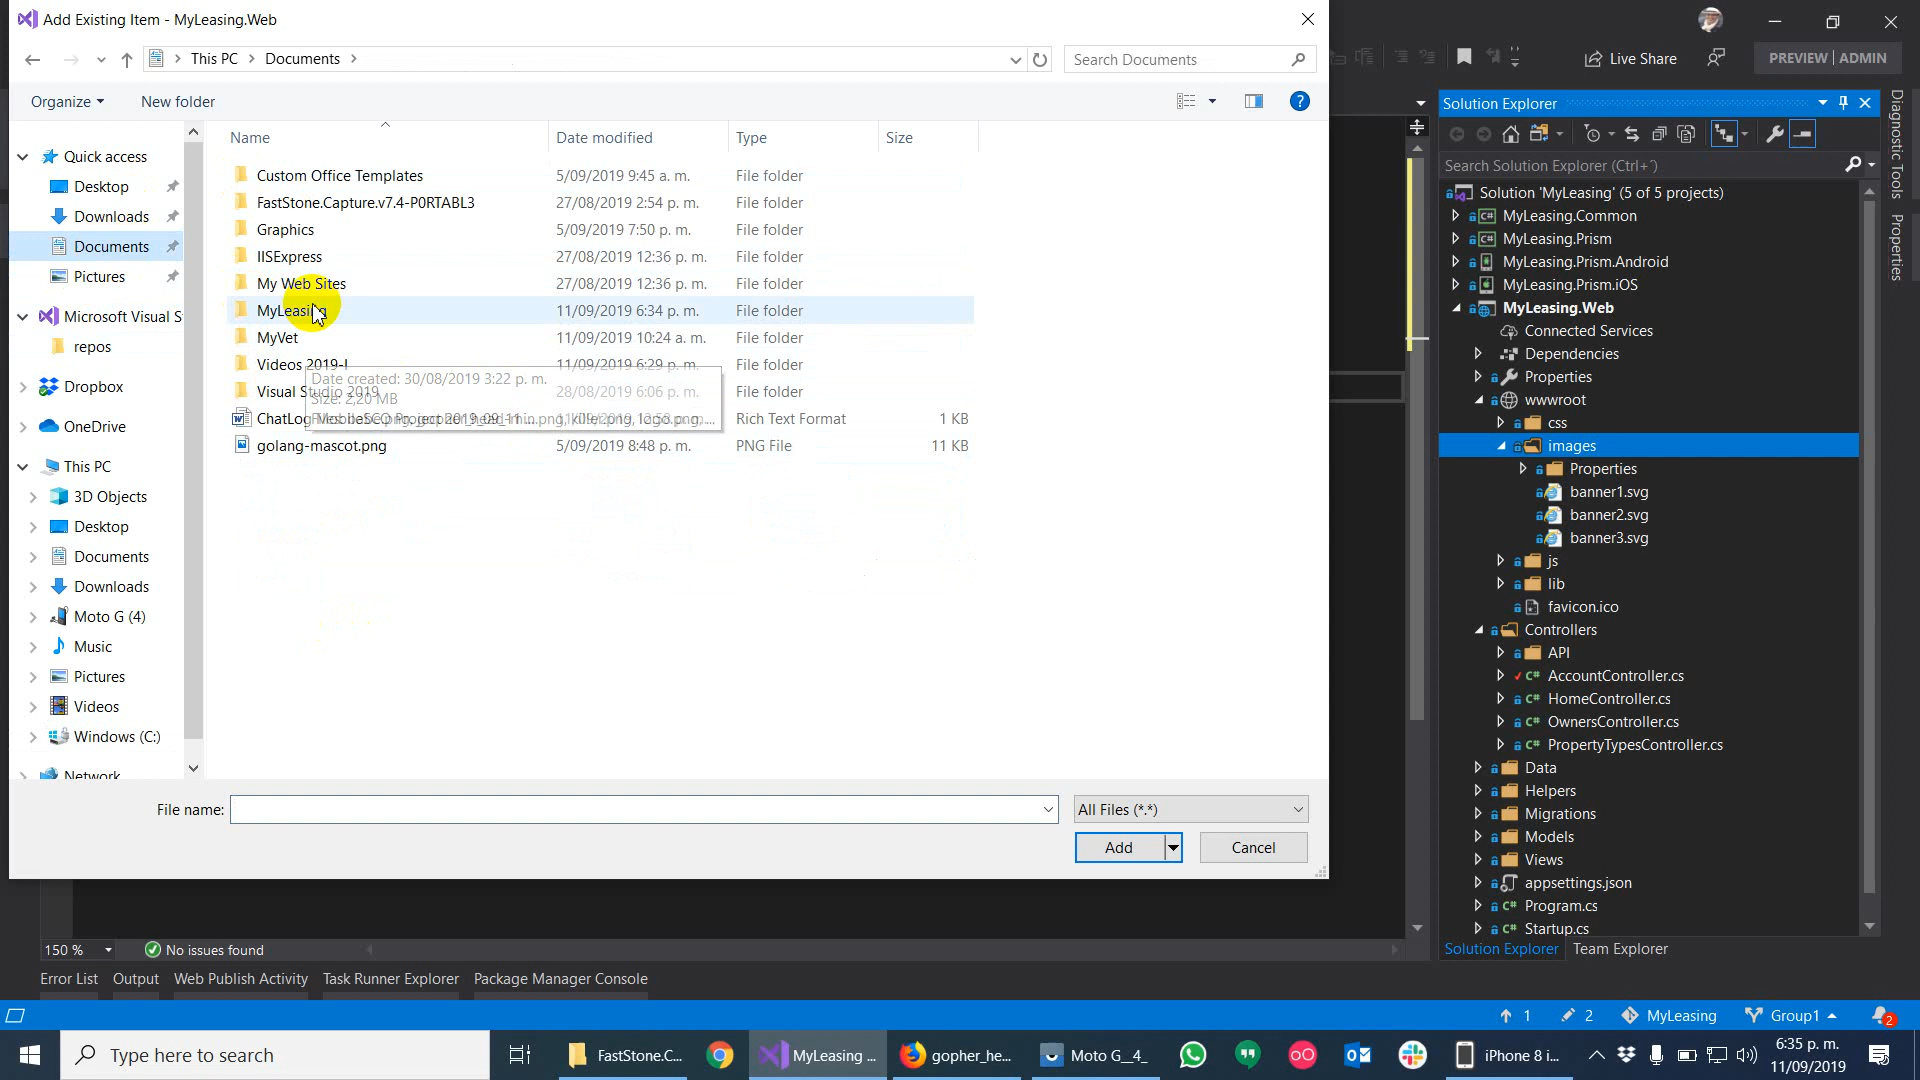 Add Existing Item - MyLeasing.Web
This PC
Documents
Search Documents
Organize
New folder
Live Share
PREVIEW
ADMIN
Name
Date modified
Type
Size
Quick access
Desktop
Downloads
Documents
Pictures
Microsoft Visual S
repos
Dropbox
OneDrive
This PC
3D Objects
Desktop
Documents
Downloads
Moto G (4)
Music
Pictures
Videos
Windows (C:)
Network
Custom Office Templates 5/09/2019 9:45 a. m. File folder
FastStone.Capture.v7.4-P0RTABL3 27/08/2019 2:54 p. m. File folder
Graphics 5/09/2019 7:50 p. m. File folder
IISExpress 27/08/2019 12:36 p. m. File folder
My Web Sites 27/08/2019 12:36 p. m. File folder
MyLeasing 11/09/2019 6:34 p. m. File folder
MyVet 11/09/2019 10:24 a. m. File folder
Videos 2019-I 11/09/2019 6:29 p. m. File folder
Visual Studio 2019 28/08/2019 6:06 p. m. File folder
Date created: 30/08/2019 3:22 p. m.
Size: 2,20 MB
ChatLog Rich Text Format 1 KB
golang-mascot.png 5/09/2019 8:48 p. m. PNG File 11 KB
File name:
All Files (*.*)
Add
Cancel
Solution Explorer
Search Solution Explorer (Ctrl+´)
Solution 'MyLeasing' (5 of 5 projects)
MyLeasing.Common
MyLeasing.Prism
MyLeasing.Prism.Android
MyLeasing.Prism.iOS
MyLeasing.Web
Connected Services
Dependencies
Properties
wwwroot
css
images
Properties
banner1.svg
banner2.svg
banner3.svg
js
lib
favicon.ico
Controllers
API
AccountController.cs
HomeController.cs
OwnersController.cs
PropertyTypesController.cs
Data
Helpers
Migrations
Models
Views
appsettings.json
Program.cs
Startup.cs
Solution Explorer
Team Explorer
Diagnostic Tools
Properties
150 %
No issues found
Error List
Output
Web Publish Activity
Task Runner Explorer
Package Manager Console
1
2
MyLeasing
Group1
2
Type here to search
FastStone.C...
MyLeasing ...
gopher_he...
Moto G__4_
iPhone 8 i...
6:35 p. m.
11/09/2019